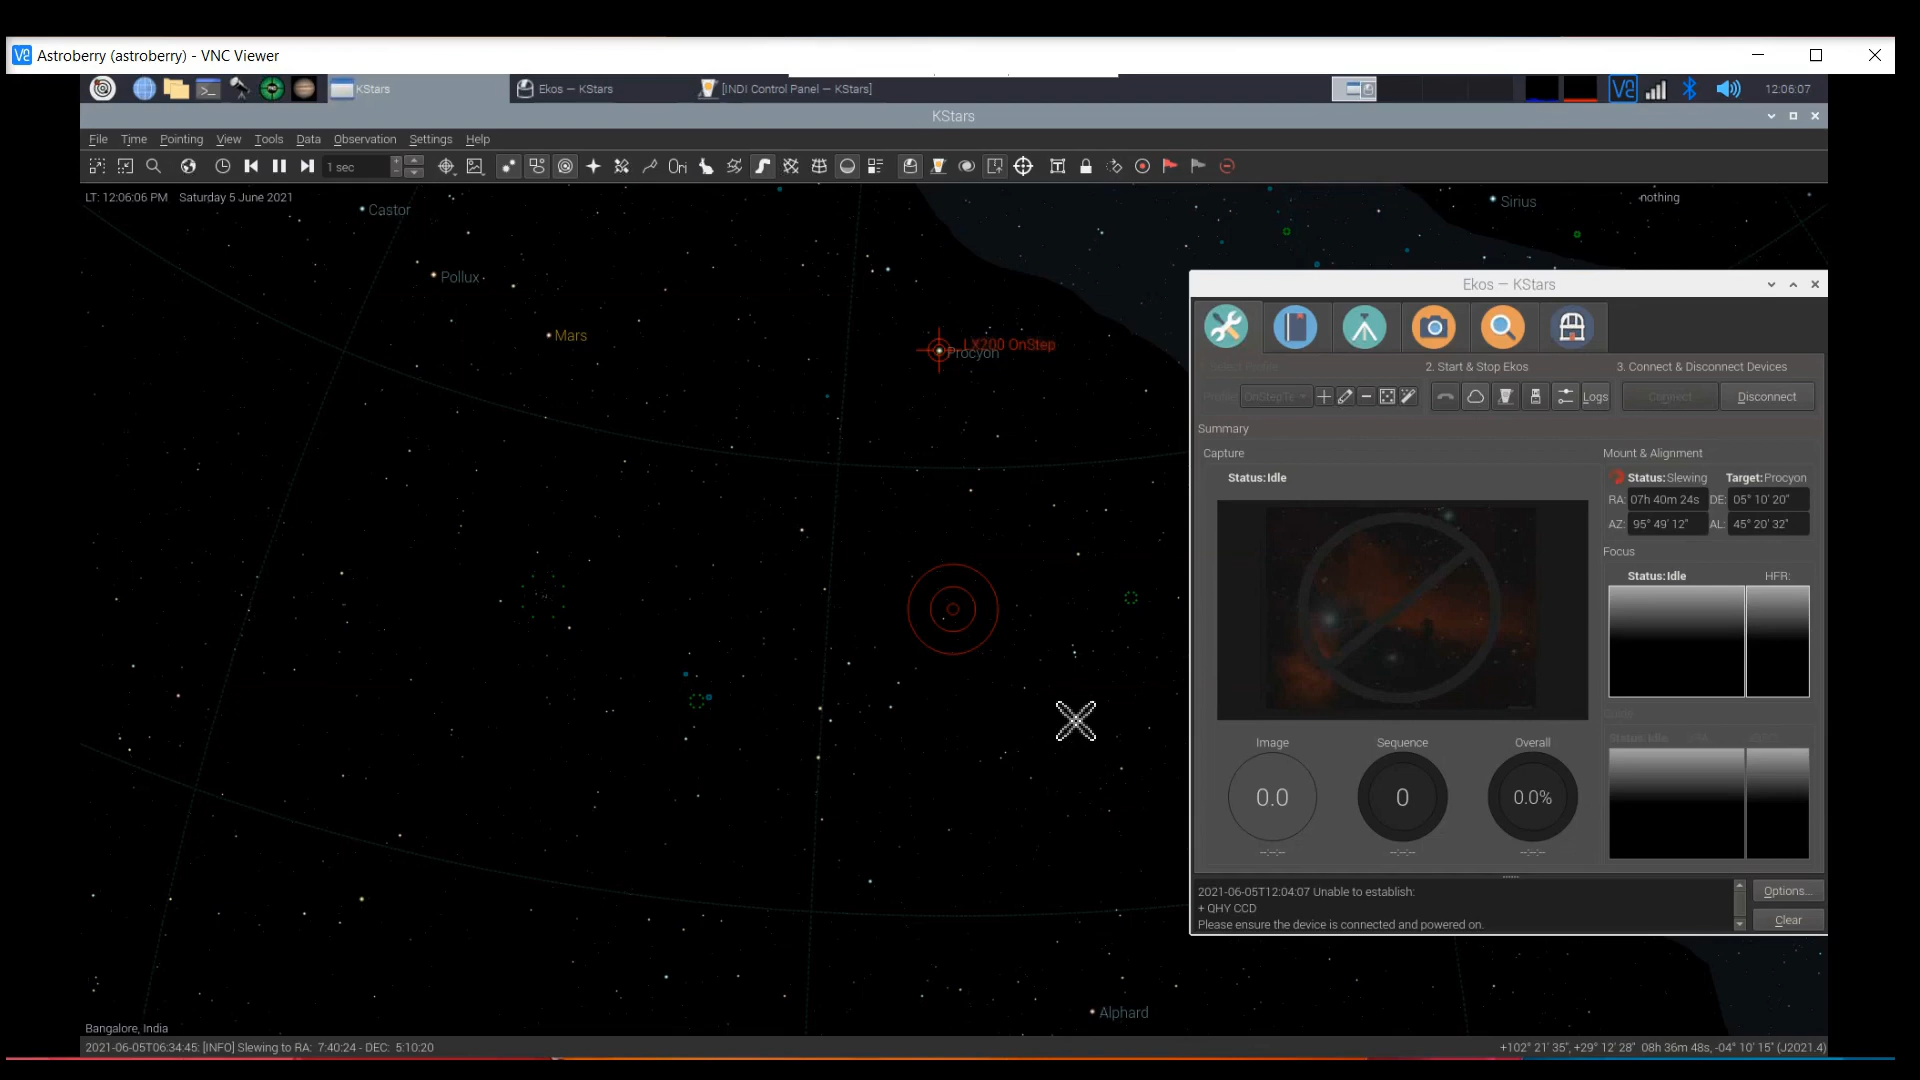 Astroberry (astroberry) - VNC Viewer
KStars
Ekos — KStars
[INDI Control Panel — KStars]
12:06:07
KStars
File Time Pointing View Tools Data Observation Settings Help
1 sec
Ori
LT: 12:06:06 PM Saturday 5 June 2021
nothing
Castor
Sirius
Pollux
Mars
LX200 OnStep
Procyon
Ekos — KStars
2. Start & Stop Ekos
3. Connect & Disconnect Devices
OnStepTe
Logs
Connect
Disconnect
Summary
Capture
Mount & Alignment
Status: Idle
Status: Slewing Target: Procyon
RA: 07h 40m 24s DE: 05° 10' 20"
AZ: 95° 49' 12" AL: 45° 20' 32"
Focus
Status: Idle HFR:
Status: Idle
Image Sequence Overall
0.0 0 0.0%
--:--:-- --:--:-- --:--:--
2021-06-05T12:04:07 Unable to establish:
+ QHY CCD
Please ensure the device is connected and powered on.
Options...
Clear
Alphard
Bangalore, India
2021-06-05T06:34:45: [INFO] Slewing to RA: 7:40:24 - DEC: 5:10:20
+102° 21' 35", +29° 12' 28" 08h 36m 48s, -04° 10' 15" (J2021.4)